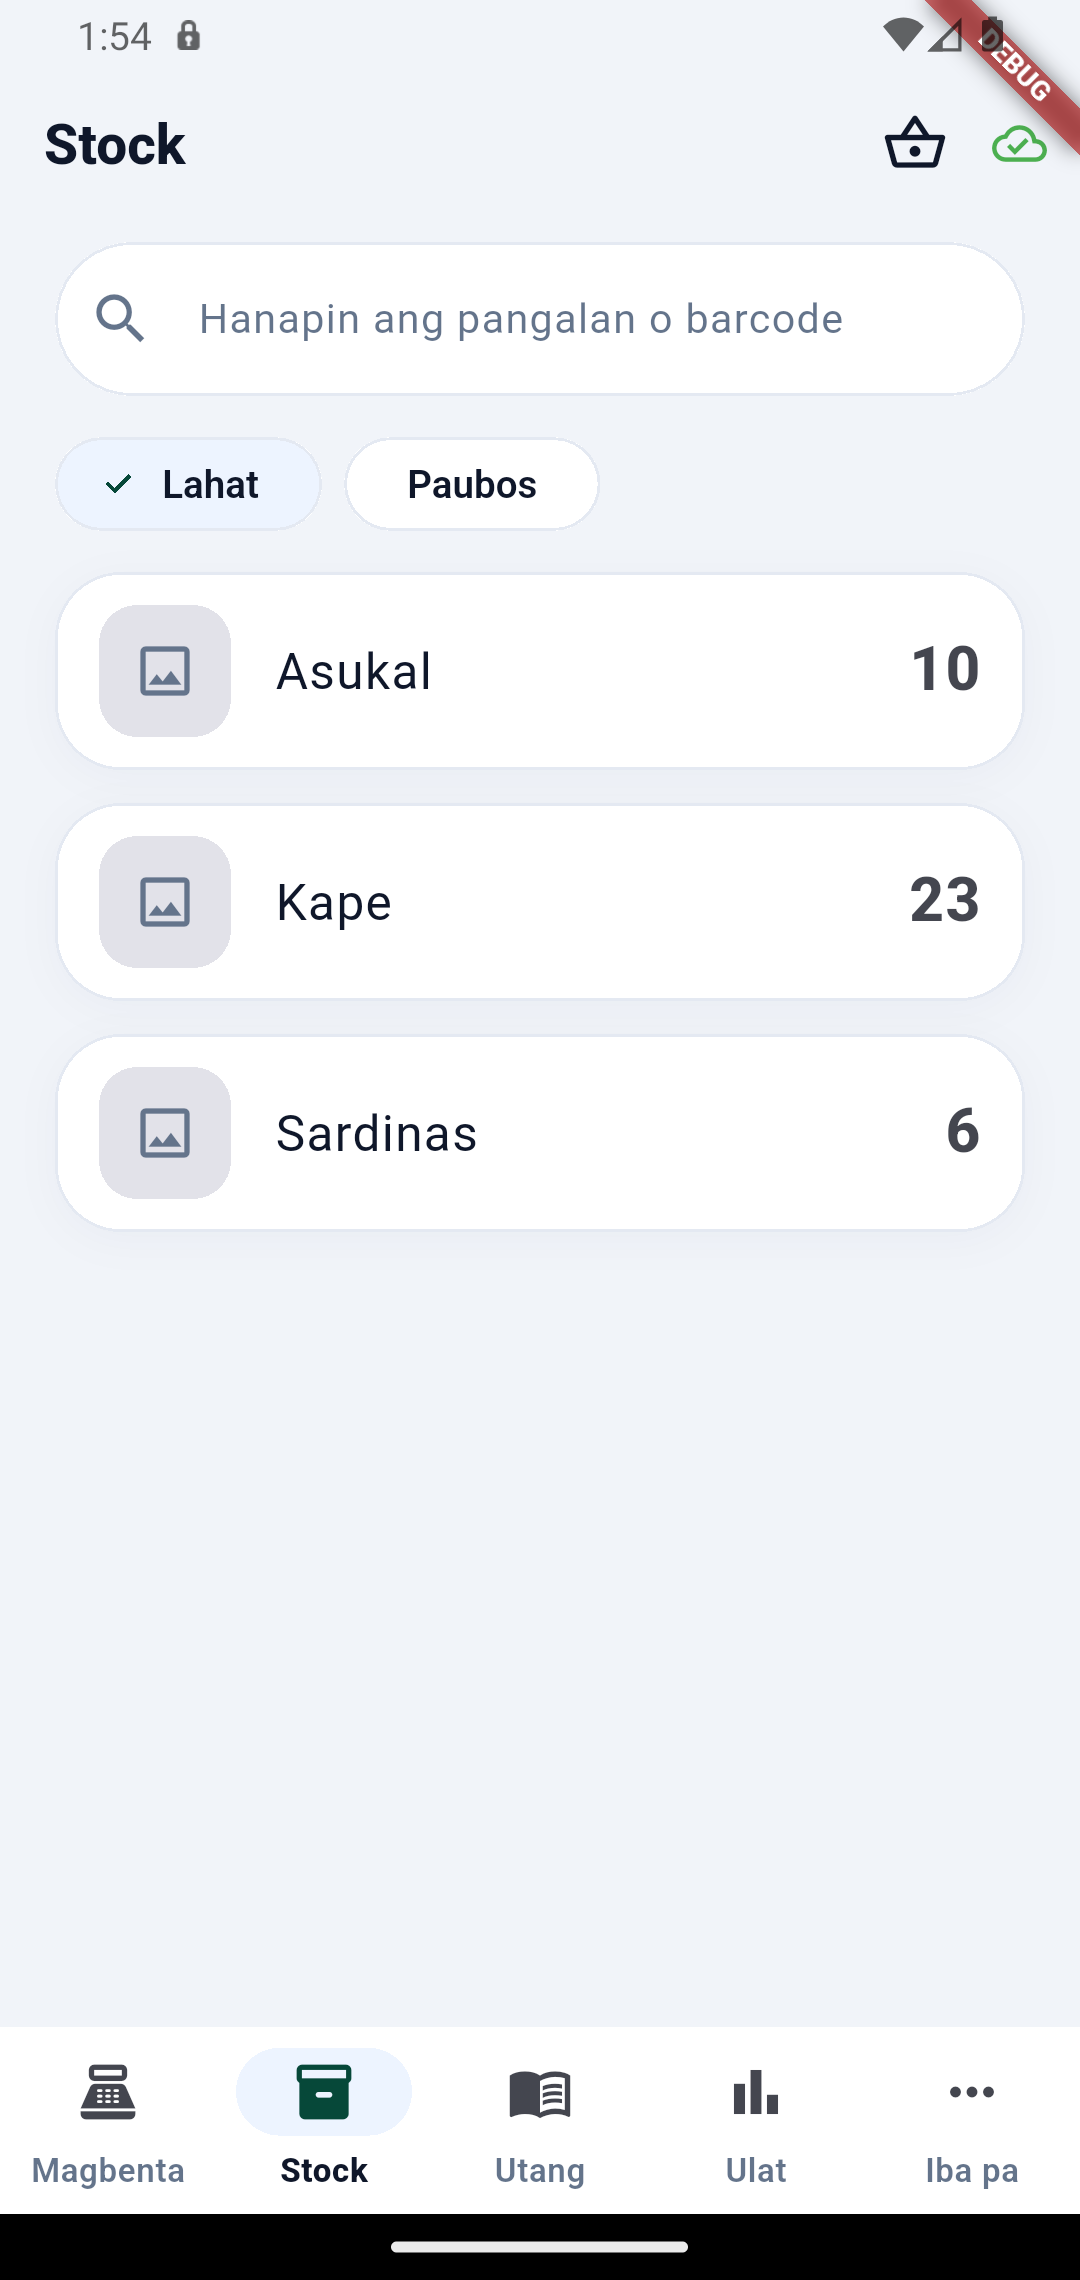 1:54
DEBUG
Stock
Hanapin ang pangalan o barcode
Lahat
Paubos
Asukal
10
Kape
23
Sardinas
6
Magbenta
Stock
Utang
Ulat
Iba pa